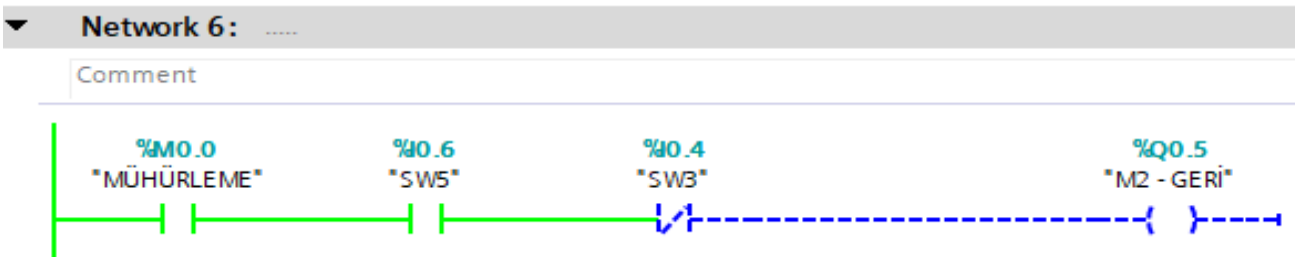 Network 6: .....
Comment
%M0.0 %I0.6 %I0.4 %Q0.5
"MÜHÜRLEME" "SW5" "SW3" "M2 - GERİ"